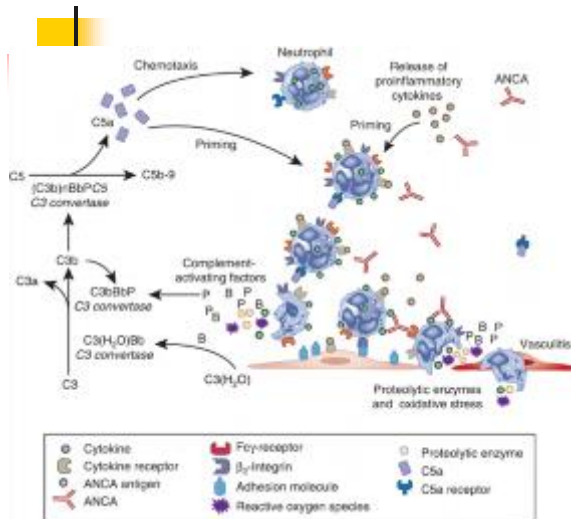 Neutrophil
Release of
proinflammatory
cytokines
ANCA
Chemotaxis
C5a
Priming
Priming
C5
C5b-9
(C3b)nBbPC5
C3 convertase
C3b
C3a
C3bBbP
C3 convertase
Complement-
activating factors
P B P
P
P B
B
C3(H₂O)Bb
C3 convertase
B
C3(H₂O)
C3
B P
P B P
Vasculitis
Proteolytic enzymes
and oxidative stress
Cytokine
Cytokine receptor
ANCA antigen
ANCA
Fcγ-receptor
β₂-Integrin
Adhesion molecule
Reactive oxygen species
Proteolytic enzyme
C5a
C5a receptor